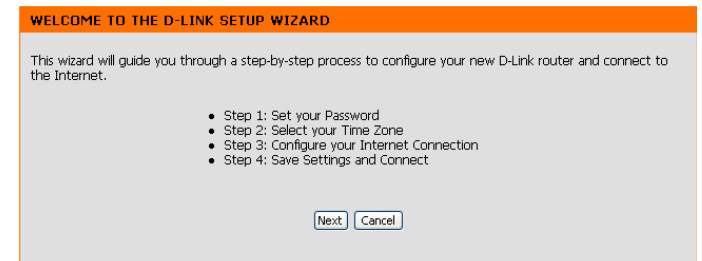 WELCOME TO THE D-LINK SETUP WIZARD
This wizard will guide you through a step-by-step process to configure your new D-Link router and connect to
the Internet.
• Step 1: Set your Password
• Step 2: Select your Time Zone
• Step 3: Configure your Internet Connection
• Step 4: Save Settings and Connect
Next Cancel